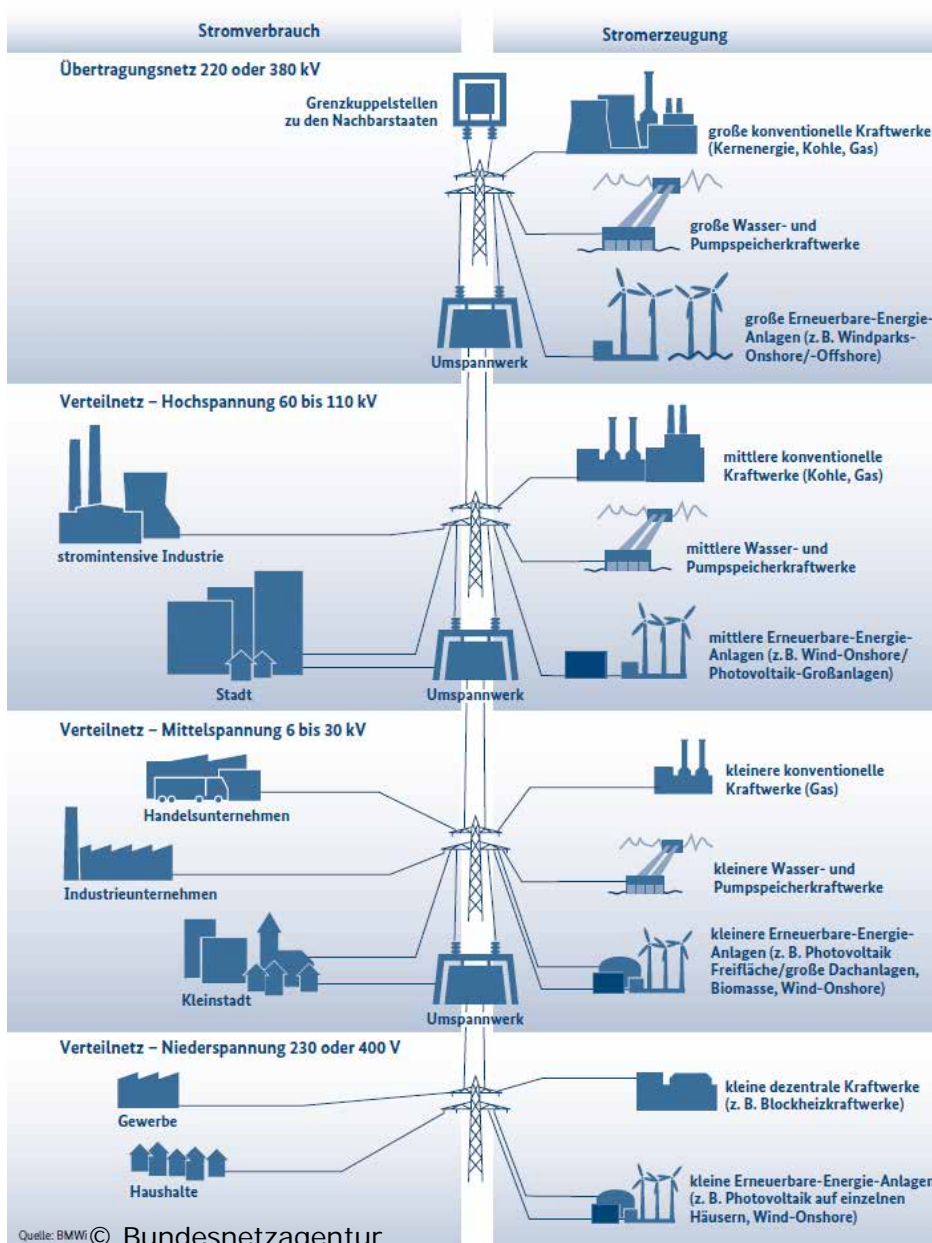 Stromverbrauch
Stromerzeugung
Übertragungsnetz 220 oder 380 kV
Grenzkuppelstellen
zu den Nachbarstaaten
große konventionelle Kraftwerke
(Kernenergie, Kohle, Gas)
große Wasser- und
Pumpspeicherkraftwerke
große Erneuerbare-Energie-
Anlagen (z. B. Windparks-
Onshore/-Offshore)
Umspannwerk
Verteilnetz – Hochspannung 60 bis 110 kV
stromintensive Industrie
Stadt
mittlere konventionelle
Kraftwerke (Kohle, Gas)
mittlere Wasser- und
Pumpspeicherkraftwerke
mittlere Erneuerbare-Energie-
Anlagen (z. B. Wind-Onshore/
Photovoltaik-Großanlagen)
Umspannwerk
Verteilnetz – Mittelspannung 6 bis 30 kV
Handelsunternehmen
Industrieunternehmen
Kleinstadt
kleinere konventionelle
Kraftwerke (Gas)
kleinere Wasser- und
Pumpspeicherkraftwerke
kleinere Erneuerbare-Energie-
Anlagen (z. B. Photovoltaik
Freifläche/große Dachanlagen,
Biomasse, Wind-Onshore)
Umspannwerk
Verteilnetz – Niederspannung 230 oder 400 V
Gewerbe
Haushalte
kleine dezentrale Kraftwerke
(z. B. Blockheizkraftwerke)
kleine Erneuerbare-Energie-Anlagen
(z. B. Photovoltaik auf einzelnen
Häusern, Wind-Onshore)
Quelle: BMWi © Bundesnetzagentur